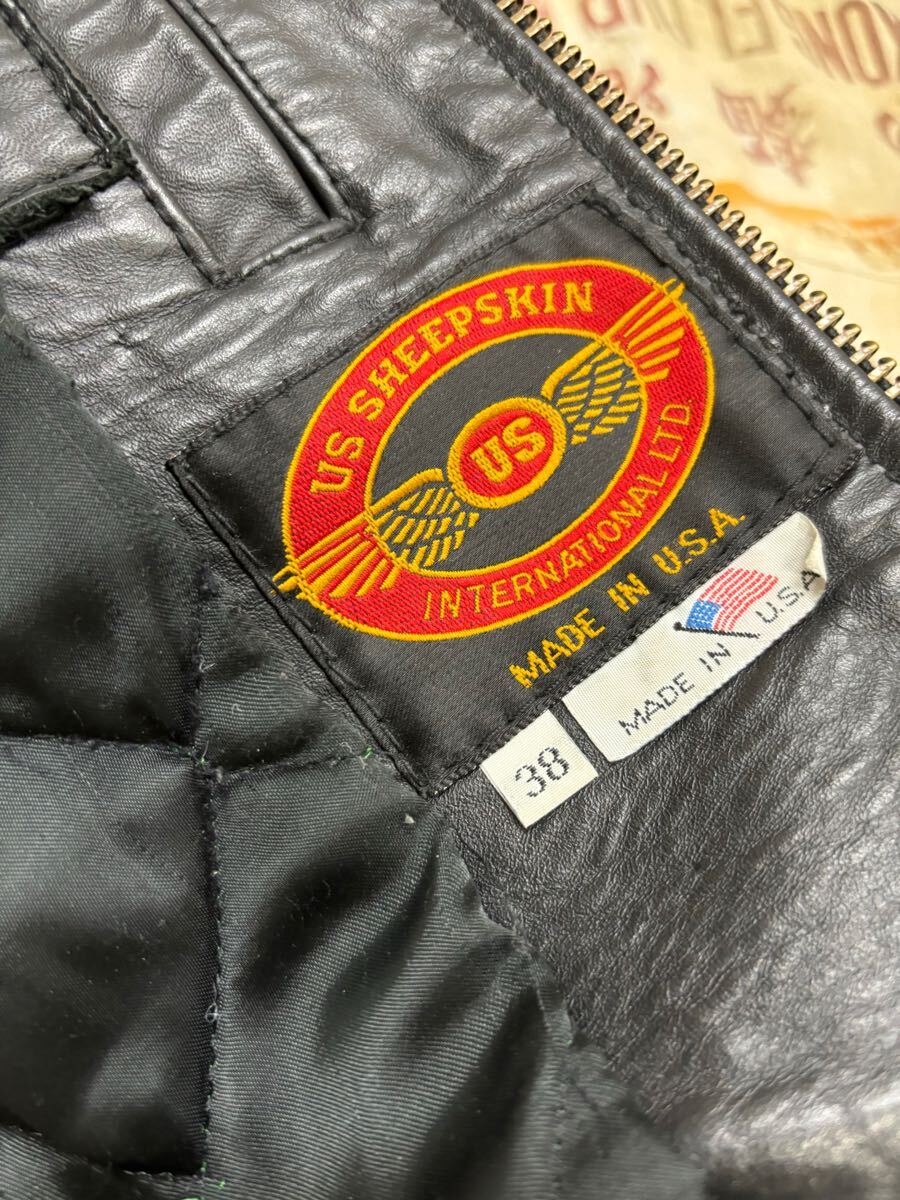 US SHEEPSKIN
US
INTERNATIONAL LTD.
MADE IN U.S.A.
MADE IN U.S.A
38